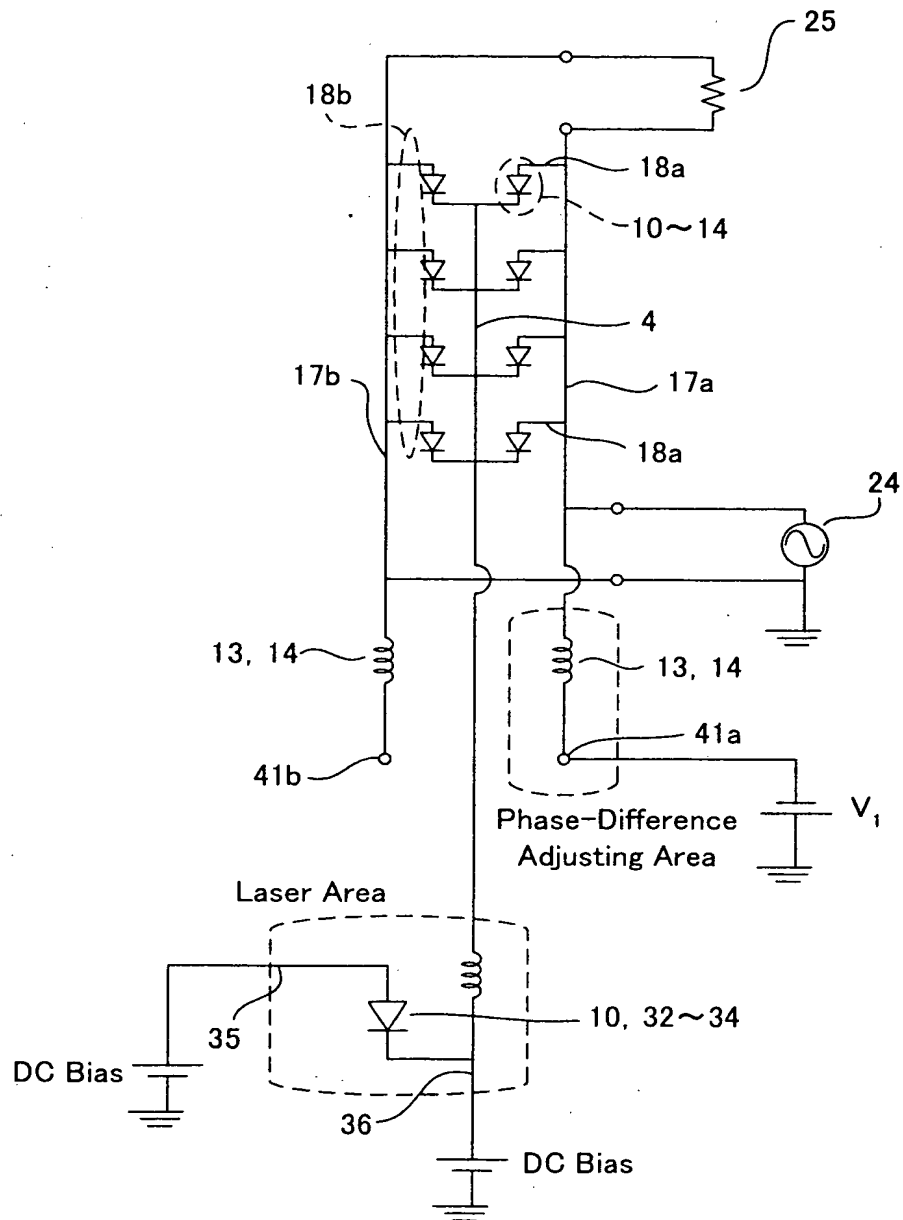 25
18b
18a
10～14
4
17b
17a
18a
24
13, 14
13, 14
41a
41b
V1
Phase-Difference
Adjusting Area
Laser Area
35
10, 32～34
DC Bias
36
DC Bias